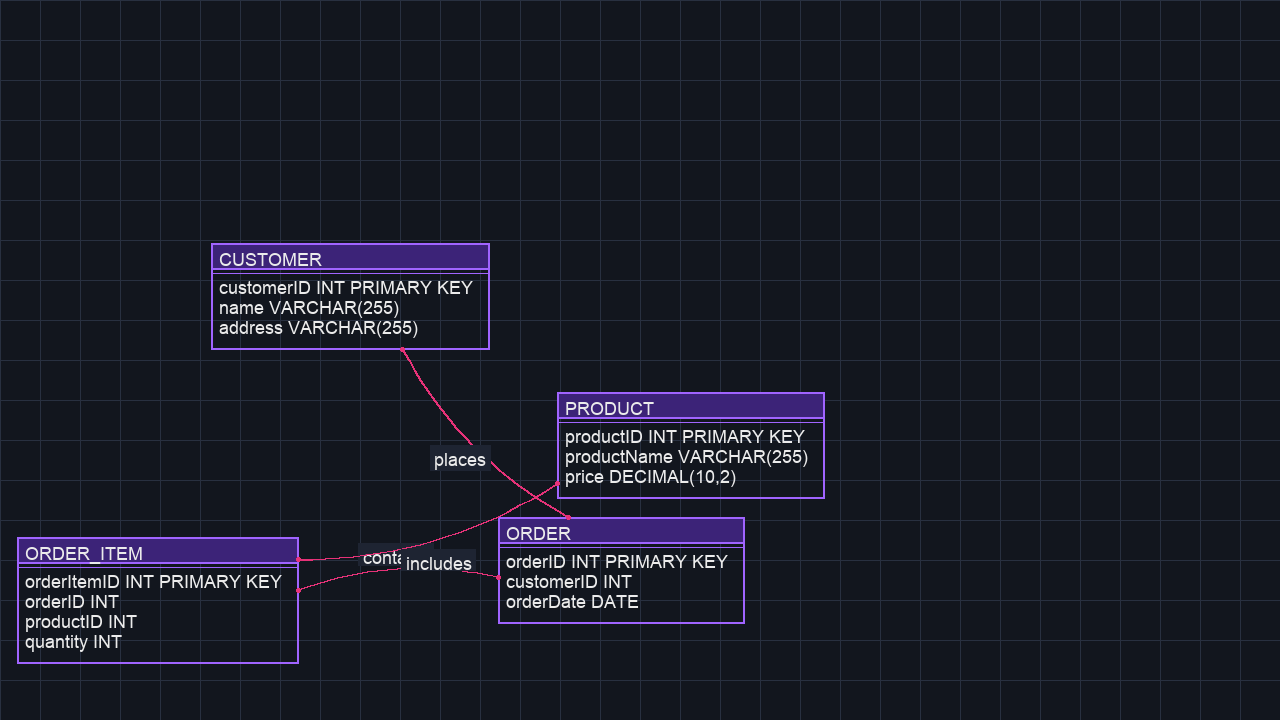 CUSTOMER
customerID INT PRIMARY KEY
name VARCHAR(255)
address VARCHAR(255)
PRODUCT
productID INT PRIMARY KEY
productName VARCHAR(255)
price DECIMAL(10,2)
places
ORDER
orderID INT PRIMARY KEY
customerID INT
orderDate DATE
includes
ORDER_ITEM
orderItemID INT PRIMARY KEY
orderID INT
productID INT
quantity INT